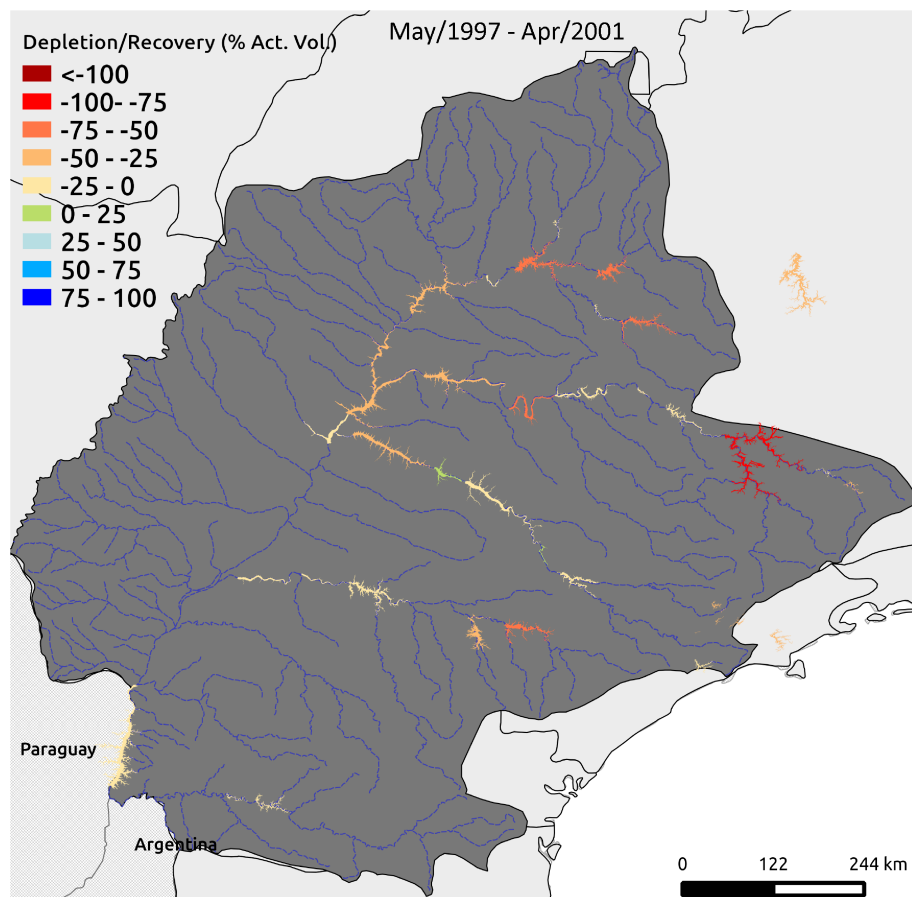 May/1997 - Apr/2001
Depletion/Recovery (% Act. Vol.)
<-100
-100- -75
-75 - -50
-50 - -25
-25 - 0
0 - 25
25 - 50
50 - 75
75 - 100
Paraguay
Argentina
0 122 244 km